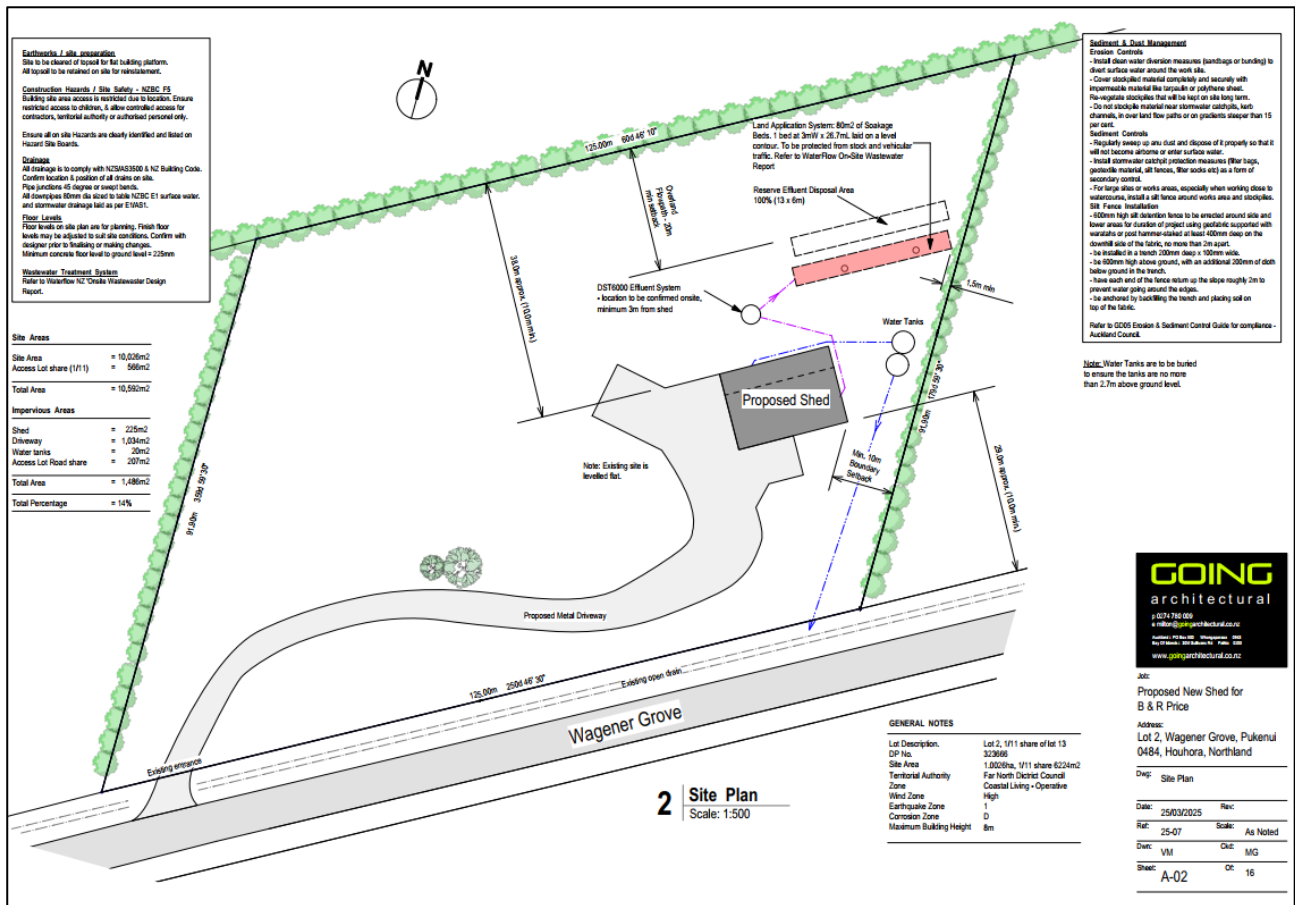 Earthworks / site preparation
Site to be cleared of topsoil for flat building platform.
All topsoil to be retained on site for reinstatement.
Construction Hazards / Site Safety - NZBC F5
Building site area access is restricted due to location. Ensure
restricted access to children, & allow controlled access for
contractors, territorial authority or authorised personel only.
Ensure all on site Hazards are clearly identified and listed on
Hazard Site Boards.
Drainage
All drainage is to comply with NZS/AS3500 & NZ Building Code.
Confirm location & position of all drains on site.
Pipe junctions 45 degree or swept bends.
All downpipes 80mm dia sized to table NZBC E1 surface water.
and stormwater drainage laid as per E1/AS1.
Floor Levels
Floor levels on site plan are for planning. Finish floor
levels may be adjusted to suit site conditions. Confirm with
designer prior to finalising or making changes.
Minimum concrete floor level to ground level = 225mm
Wastewater Treatment System
Refer to Waterflow NZ 'Onsite Wastewater Design
Report.
Site Areas
Site Area = 10,026m2
Access Lot share (1/11) = 566m2
Total Area = 10,592m2
Impervious Areas
Shed = 225m2
Driveway = 1,034m2
Water tanks = 20m2
Access Lot Road share = 207m2
Total Area = 1,486m2
Total Percentage = 14%
N
125.00m 60d 46' 10"
Overland
Flowpath - 20m
min setback
38.0m approx. (10.0m min.)
Land Application System: 80m2 of Soakage
Beds. 1 bed at 3mW x 26.7mL laid on a level
contour. To be protected from stock and vehicular
traffic. Refer to WaterFlow On-Site Wastewater
Report
Reserve Effluent Disposal Area
100% (13 x 6m)
DST6000 Effluent System
- location to be confirmed onsite,
minimum 3m from shed
1.5m min
Water Tanks
Proposed Shed
91.90m 179d 59' 30"
Note: Existing site is
levelled flat.
Min. 10m
Boundary
Setback
29.0m approx. (10.0m min.)
91.90m 359d 59' 30"
Proposed Metal Driveway
125.00m 250d 46' 30"
Existing open drain
Wagener Grove
Existing entrance
2 Site Plan
Scale: 1:500
GENERAL NOTES
Lot Description. Lot 2, 1/11 share of lot 13
DP No. 323666
Site Area 1.0026ha, 1/11 share 6224m2
Territorial Authority Far North District Council
Zone Coastal Living - Operative
Wind Zone High
Earthquake Zone 1
Corrosion Zone D
Maximum Building Height 8m
Sediment & Dust Management
Erosion Controls
- Install clean water diversion measures (sandbags or bunding) to
divert surface water around the work site.
- Cover stockpiled material completely and securely with
impermeable material like tarpaulin or polythene sheet.
Re-vegetate stockpiles that will be kept on site long term.
- Do not stockpile material near stormwater catchpits, kerb
channels, in over land flow paths or on gradients steeper than 15
per cent.
Sediment Controls
- Regularly sweep up anu dust and dispose of it properly so that it
will not become airborne or enter surface water.
- Install stormwater catchpit protection measures (filter bags,
geotextile material, silt fences, filter socks etc) as a form of
secondary control.
- For large sites or works areas, especially when working close to
watercourse, install a silt fence around works area and stockpiles.
Silt Fence Installation
- 600mm high silt detention fence to be erected around side and
lower areas for duration of project using geofabric supported with
waratahs or post hammer-staked at least 400mm deep on the
downhill side of the fabric, no more than 2m apart.
- be installed in a trench 200mm deep x 100mm wide.
- be 600mm high above ground, with an additional 200mm of cloth
below ground in the trench.
- have each end of the fence return up the slope roughly 2m to
prevent water going around the edges.
- be anchored by backfilling the trench and placing soil on
top of the fabric.
Refer to GD05 Erosion & Sediment Control Guide for compliance -
Auckland Council.
Note: Water Tanks are to be buried
to ensure the tanks are no more
than 2.7m above ground level.
GOING
architectural
p 0274 760 009
e milton@goingarchitectural.co.nz
www.goingarchitectural.co.nz
Job:
Proposed New Shed for
B & R Price
Address:
Lot 2, Wagener Grove, Pukenui
0484, Houhora, Northland
Dwg: Site Plan
Date: 25/03/2025 Rev:
Ref: 25-07 Scale: As Noted
Dwn: VM Ckd: MG
Sheet: A-02 Of: 16